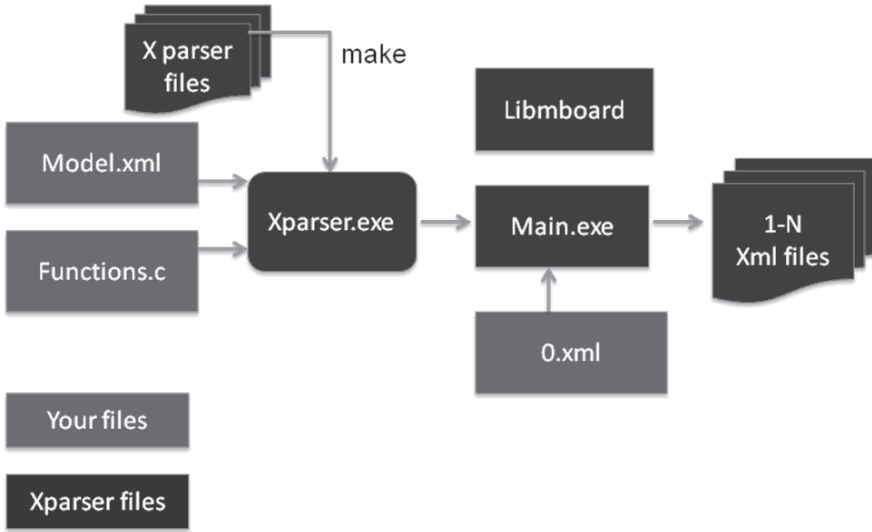 X parser
files
make
Libmboard
Model.xml
Xparser.exe
Main.exe
1-N
Xml files
Functions.c
0.xml
Your files
Xparser files